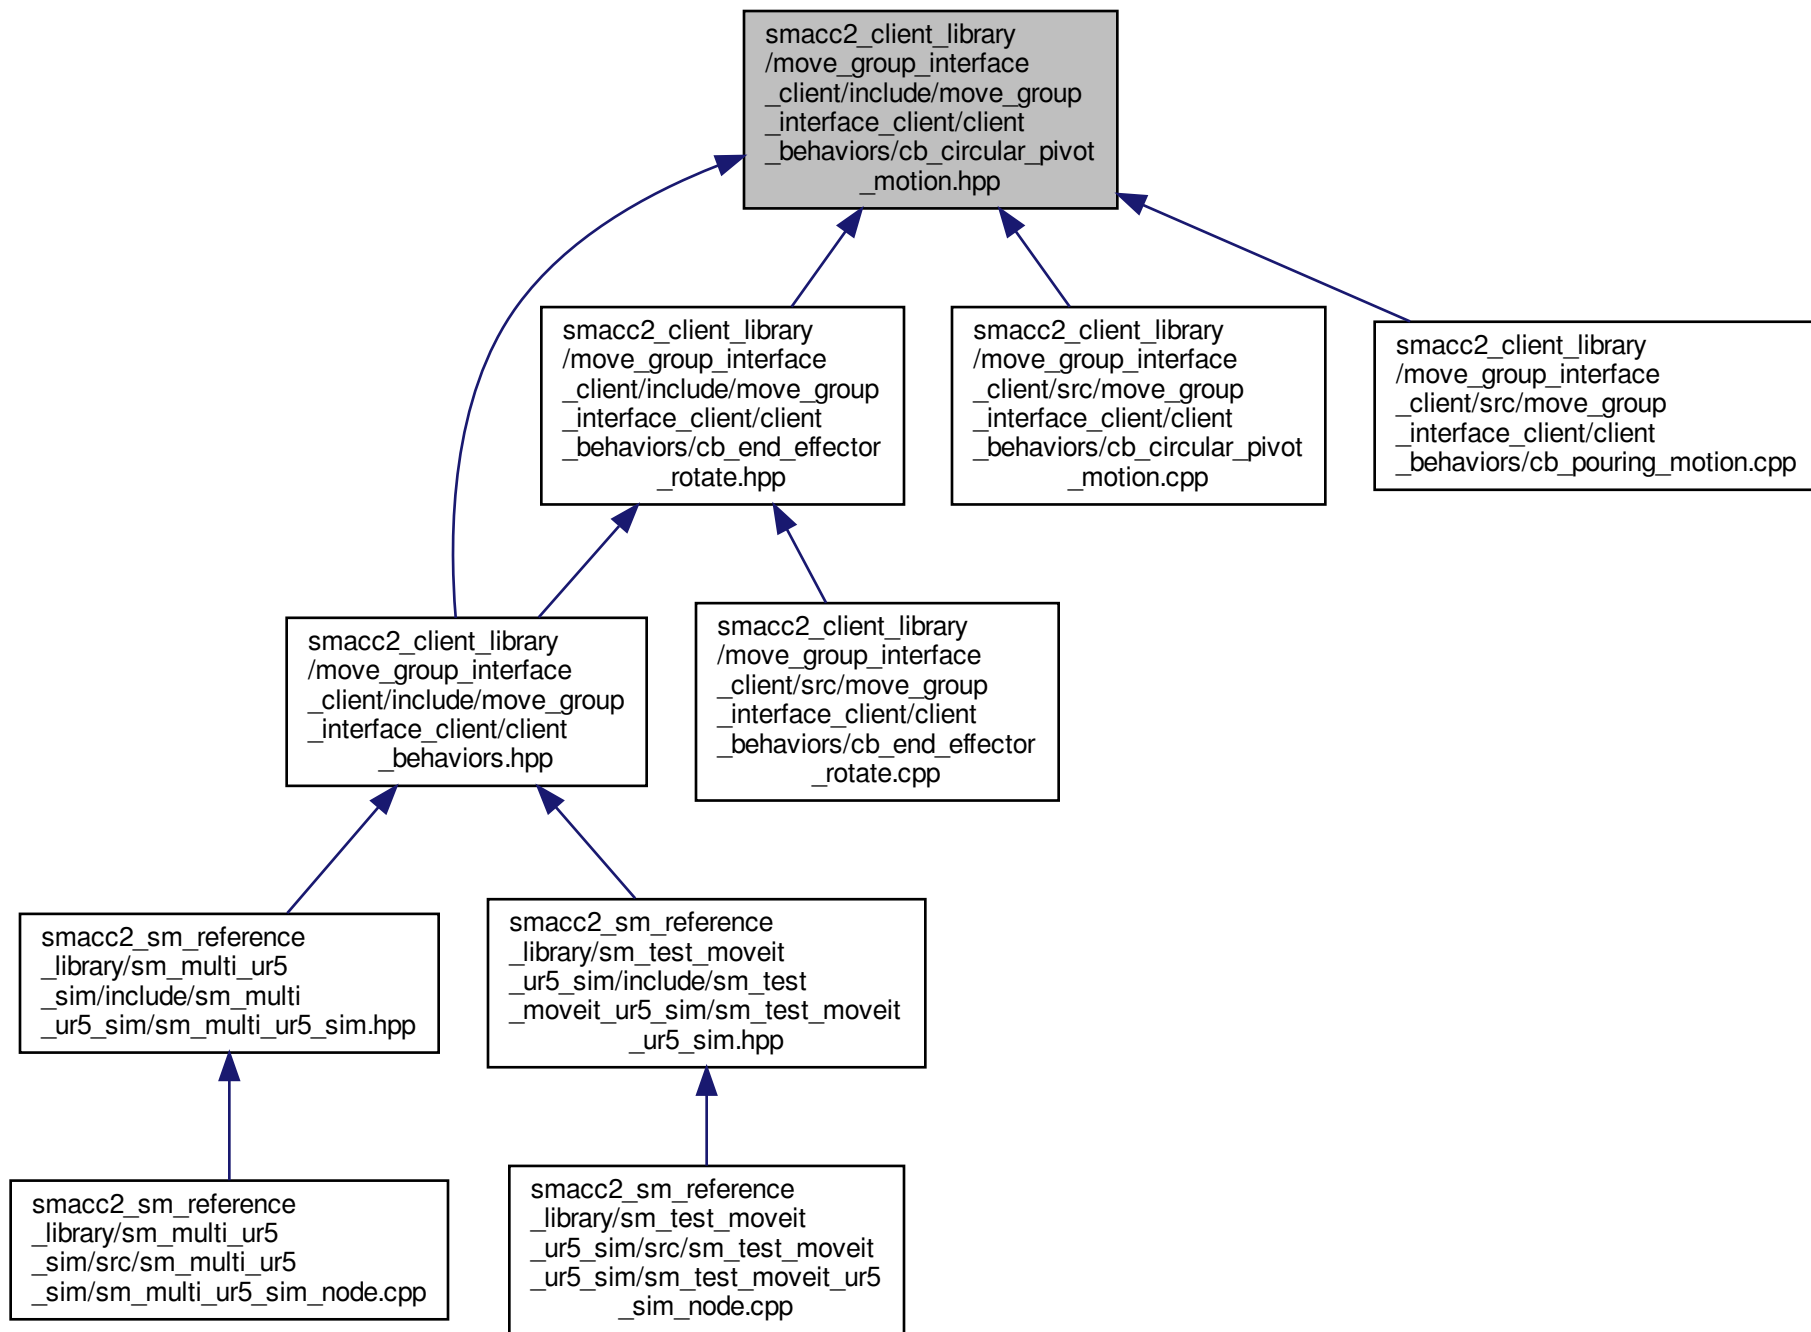 smacc2_client_library
/move_group_interface
_client/include/move_group
_interface_client/client
_behaviors/cb_circular_pivot
_motion.hpp
smacc2_client_library
/move_group_interface
_client/include/move_group
_interface_client/client
_behaviors/cb_end_effector
_rotate.hpp
smacc2_client_library
/move_group_interface
_client/src/move_group
_interface_client/client
_behaviors/cb_circular_pivot
_motion.cpp
smacc2_client_library
/move_group_interface
_client/src/move_group
_interface_client/client
_behaviors/cb_pouring_motion.cpp
smacc2_client_library
/move_group_interface
_client/include/move_group
_interface_client/client
_behaviors.hpp
smacc2_client_library
/move_group_interface
_client/src/move_group
_interface_client/client
_behaviors/cb_end_effector
_rotate.cpp
smacc2_sm_reference
_library/sm_multi_ur5
_sim/include/sm_multi
_ur5_sim/sm_multi_ur5_sim.hpp
smacc2_sm_reference
_library/sm_test_moveit
_ur5_sim/include/sm_test
_moveit_ur5_sim/sm_test_moveit
_ur5_sim.hpp
smacc2_sm_reference
_library/sm_multi_ur5
_sim/src/sm_multi_ur5
_sim/sm_multi_ur5_sim_node.cpp
smacc2_sm_reference
_library/sm_test_moveit
_ur5_sim/src/sm_test_moveit
_ur5_sim/sm_test_moveit_ur5
_sim_node.cpp